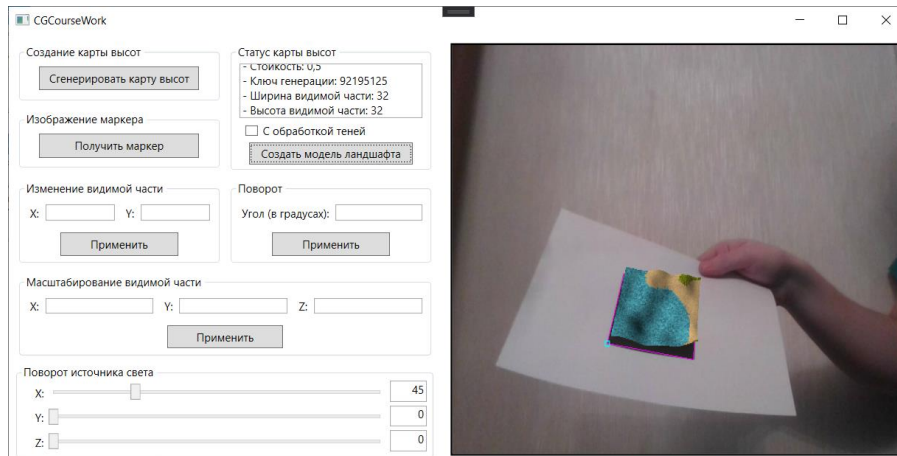 CGCourseWork
Создание карты высот
Сгенерировать карту высот
Статус карты высот
- Стойкость: 0,5
- Ключ генерации: 92195125
- Ширина видимой части: 32
- Высота видимой части: 32
С обработкой теней
Создать модель ландшафта
Изображение маркера
Получить маркер
Изменение видимой части
X: Y:
Применить
Поворот
Угол (в градусах):
Применить
Масштабирование видимой части
X: Y: Z:
Применить
Поворот источника света
X: 45
Y: 0
Z: 0